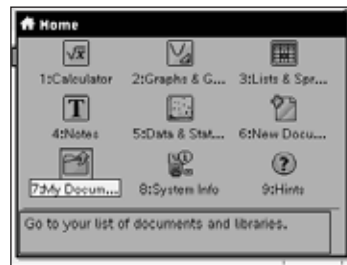 Home
1:Calculator 2:Graphs & G... 3:Lists & Spr...
T
4:Notes 5:Data & Stat... 6:New Docu...
7:My Docum... 8:System Info 9:Hints
Go to your list of documents and libraries.